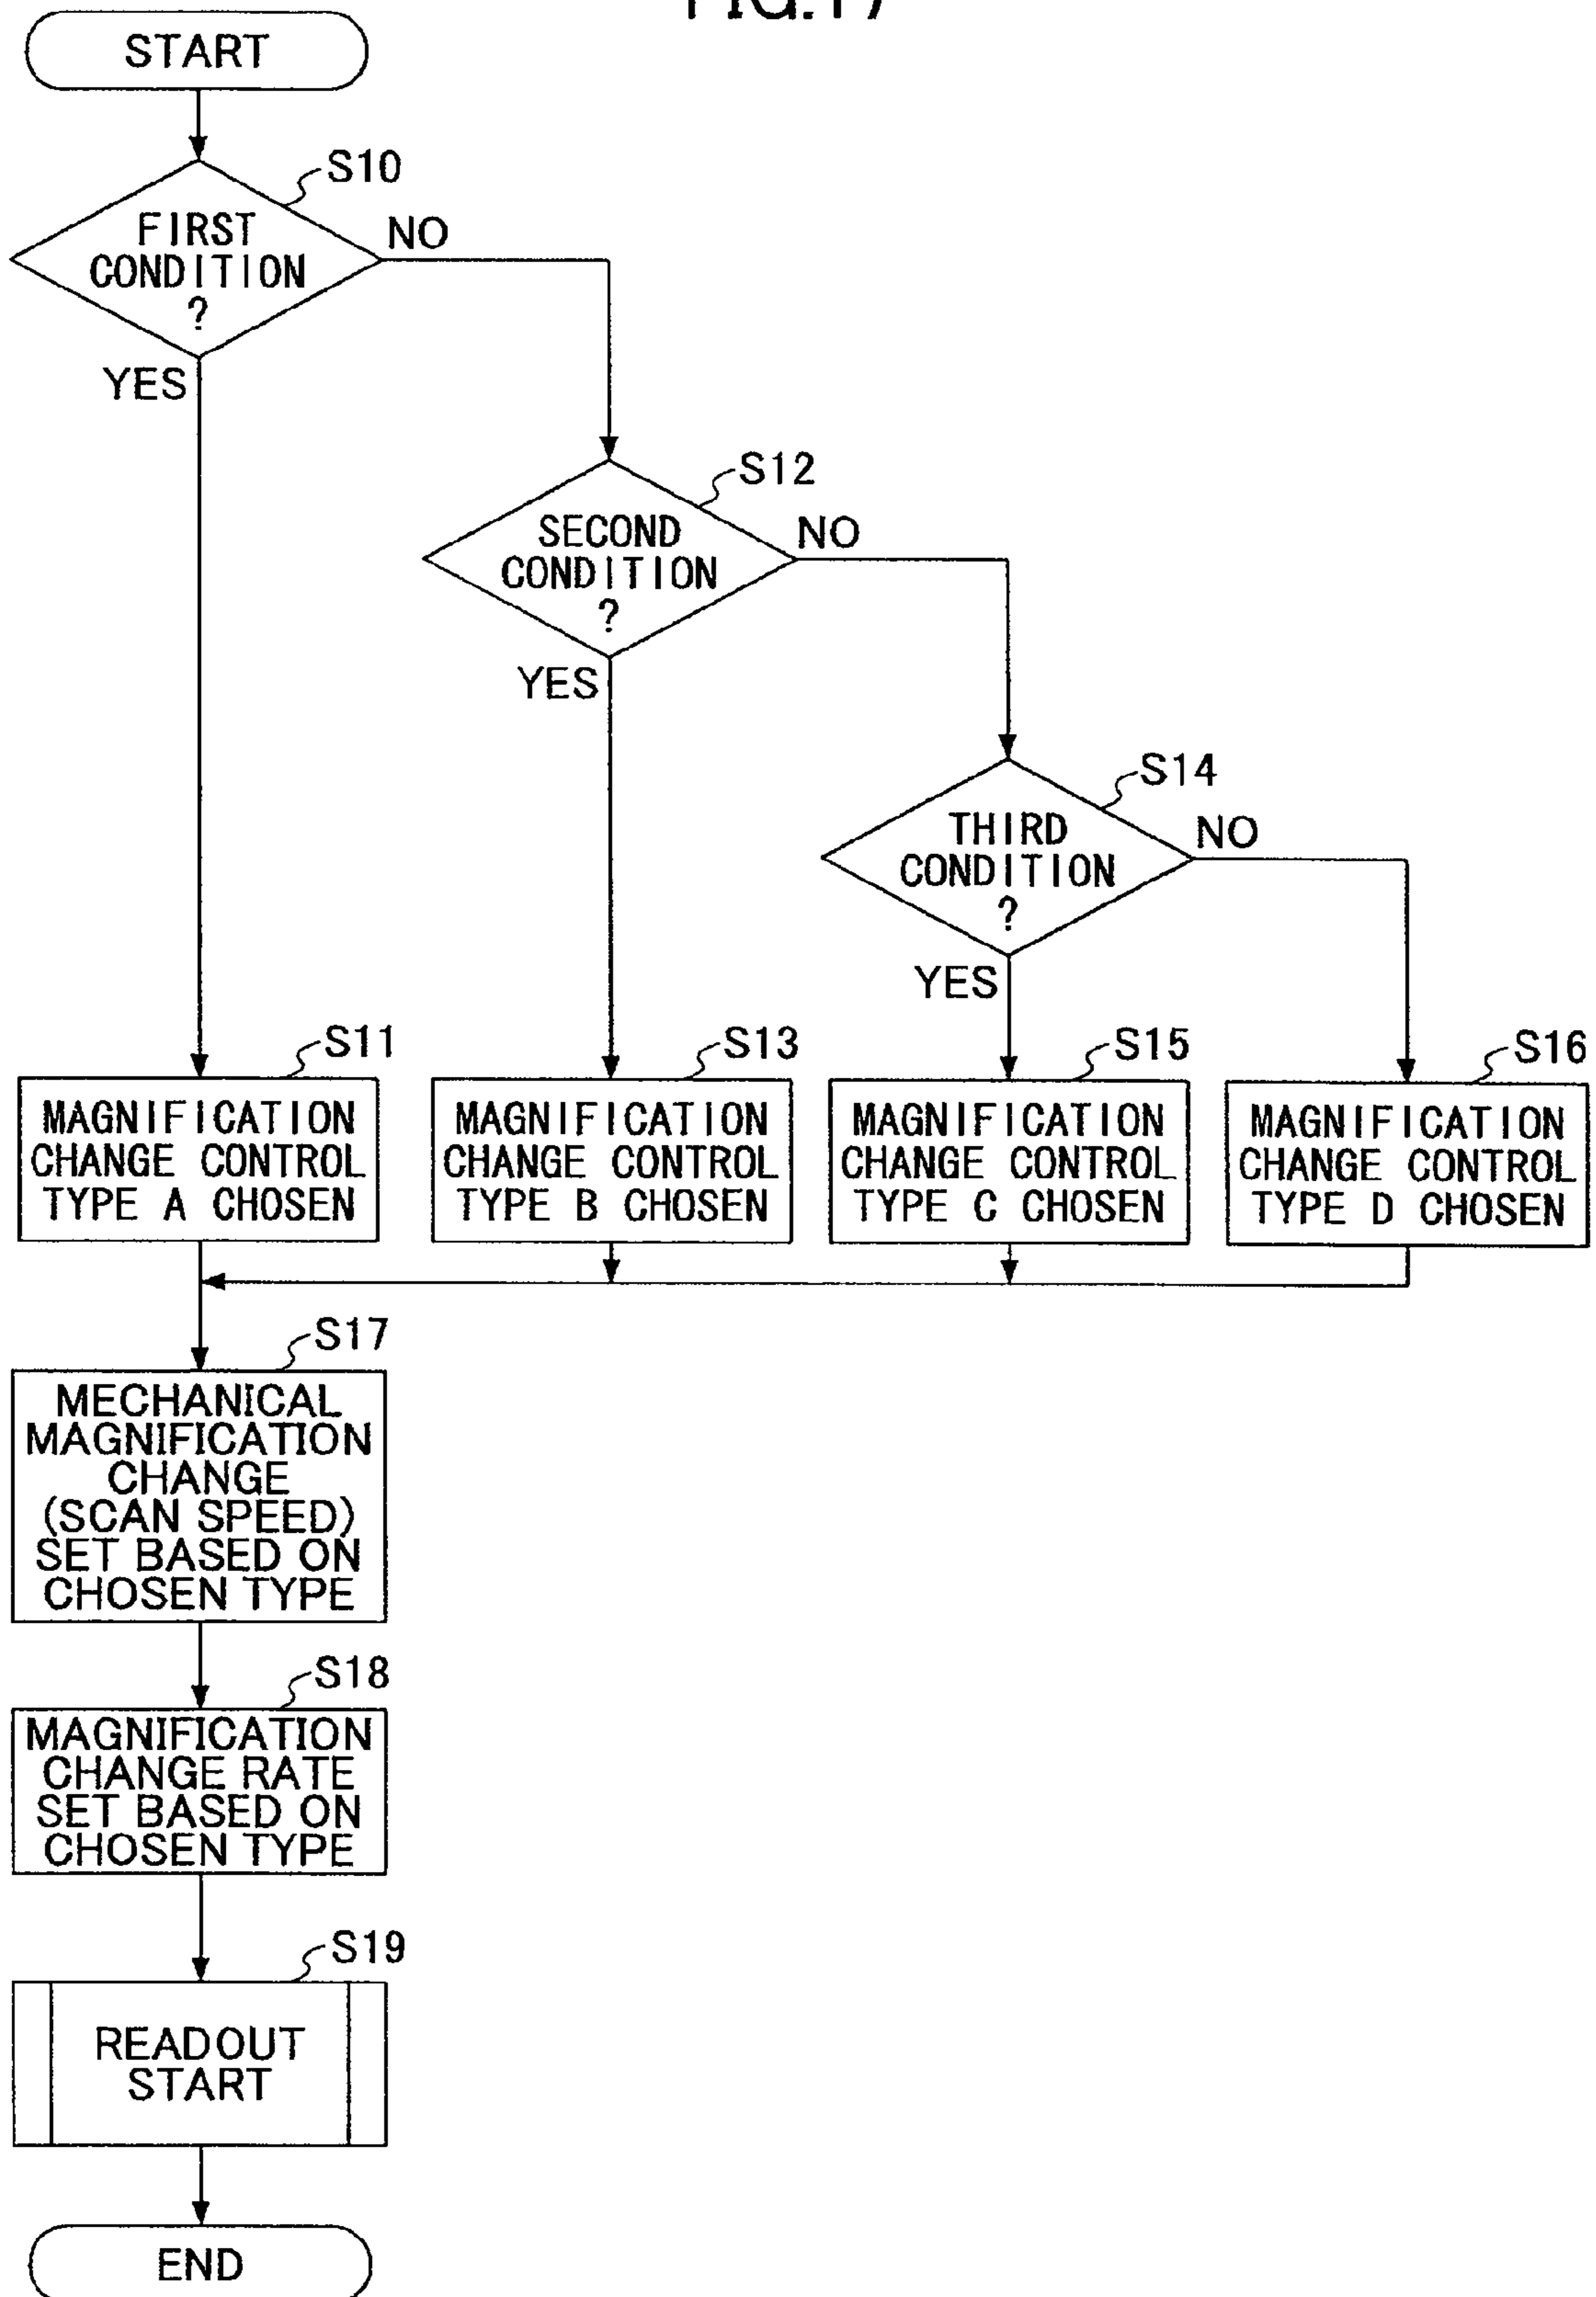 FIG.17
START
S10
FIRST
CONDITION
?
NO
YES
S12
SECOND
CONDITION
?
NO
YES
S14
THIRD
CONDITION
?
NO
YES
S11
MAGNIFICATION
CHANGE CONTROL
TYPE A CHOSEN
S13
MAGNIFICATION
CHANGE CONTROL
TYPE B CHOSEN
S15
MAGNIFICATION
CHANGE CONTROL
TYPE C CHOSEN
S16
MAGNIFICATION
CHANGE CONTROL
TYPE D CHOSEN
S17
MECHANICAL
MAGNIFICATION
CHANGE
(SCAN SPEED)
SET BASED ON
CHOSEN TYPE
S18
MAGNIFICATION
CHANGE RATE
SET BASED ON
CHOSEN TYPE
S19
READOUT
START
END